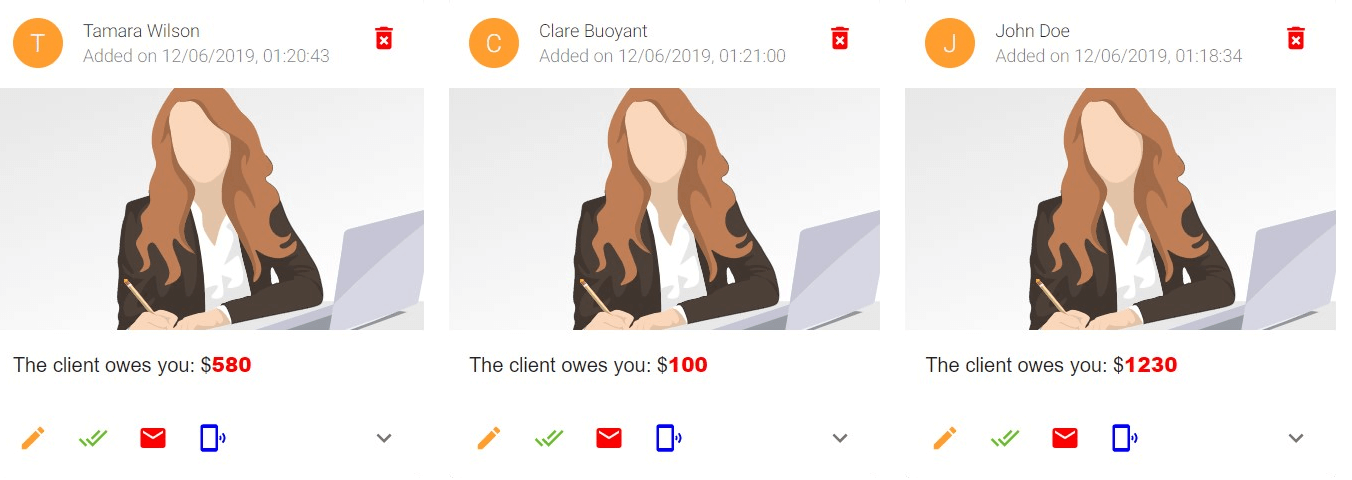 T
Tamara Wilson
Added on 12/06/2019, 01:20:43
The client owes you: $580
C
Clare Buoyant
Added on 12/06/2019, 01:21:00
The client owes you: $100
J
John Doe
Added on 12/06/2019, 01:18:34
The client owes you: $1230